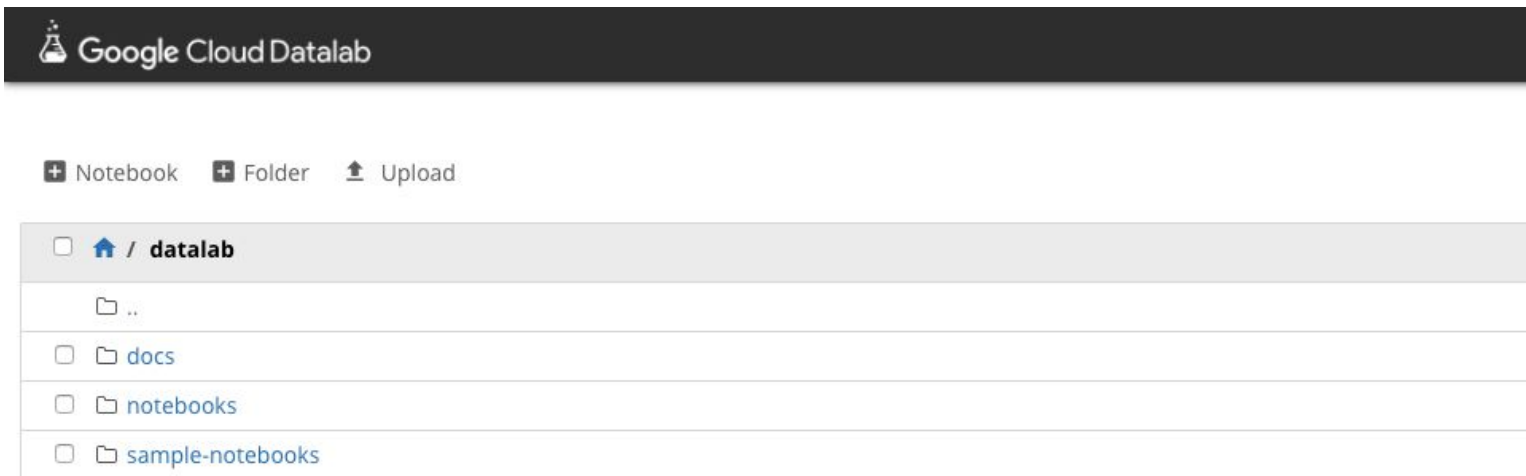 Google Cloud Datalab
Notebook Folder Upload
/ datalab
..
docs
notebooks
sample-notebooks